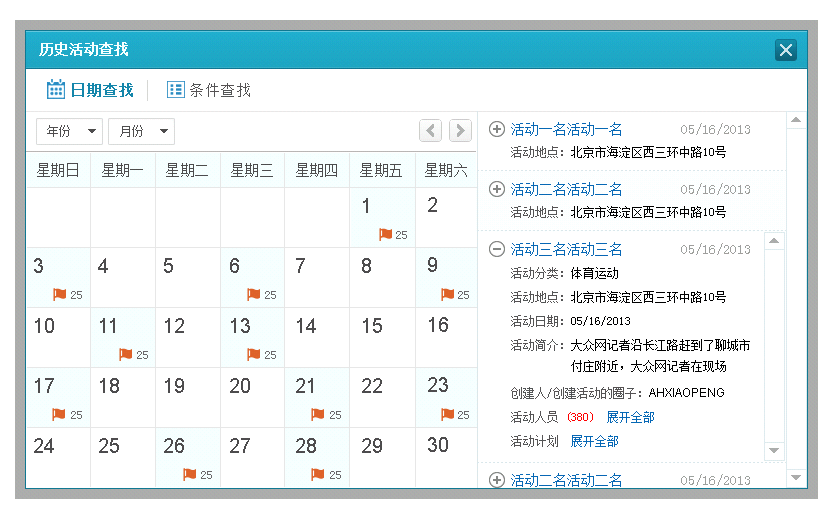 历史活动查找
日期查找 条件查找
年份 月份
星期日 星期一 星期二 星期三 星期四 星期五 星期六
1 2
25
3 4 5 6 7 8 9
25 25 25
10 11 12 13 14 15 16
25 25
17 18 19 20 21 22 23
25 25 25
24 25 26 27 28 29 30
25 25
活动一名活动一名 05/16/2013
活动地点：北京市海淀区西三环中路10号
活动二名活动二名 05/16/2013
活动地点：北京市海淀区西三环中路10号
活动三名活动三名 05/16/2013
活动分类：体育运动
活动地点：北京市海淀区西三环中路10号
活动日期：05/16/2013
活动简介：大众网记者沿长江路赶到了聊城市
付庄附近，大众网记者在现场
创建人/创建活动的圈子：AHXIAOPENG
活动人员（380） 展开全部
活动计划 展开全部
活动二名活动二名 05/16/2013